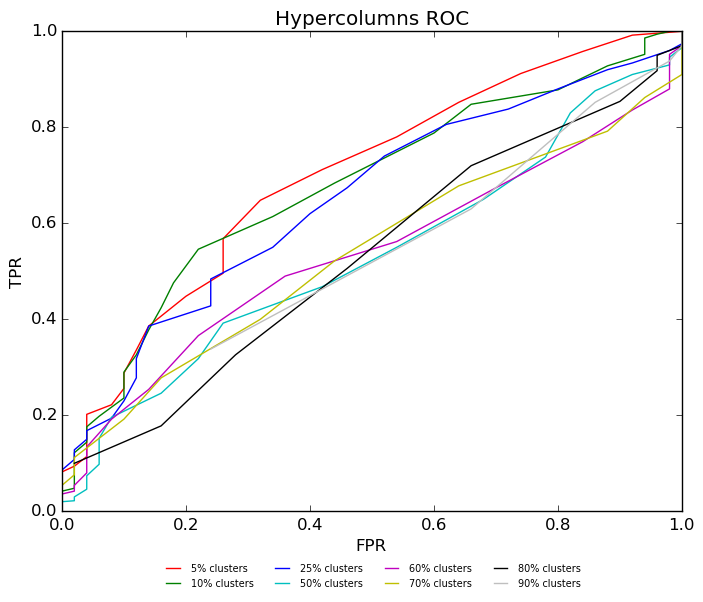 Hypercolumns ROC
1.0
0.8
0.6
0.4
0.2
0.0
TPR
0.0 0.2 0.4 0.6 0.8 1.0
FPR
5% clusters 25% clusters 60% clusters 80% clusters
10% clusters 50% clusters 70% clusters 90% clusters